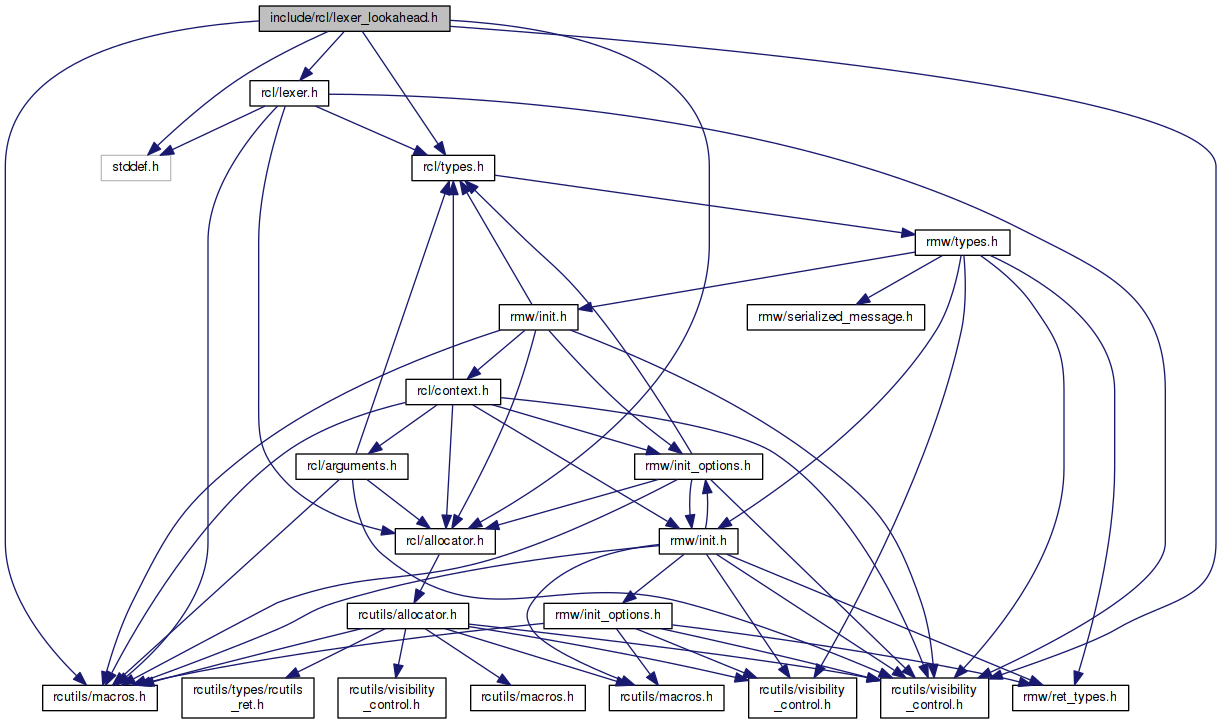 include/rcl/lexer_lookahead.h
rcl/lexer.h
stddef.h
rcl/types.h
rmw/types.h
rmw/init.h
rmw/serialized_message.h
rcl/context.h
rcl/arguments.h
rmw/init_options.h
rcl/allocator.h
rmw/init.h
rcutils/allocator.h
rmw/init_options.h
rcutils/macros.h
rcutils/types/rcutils
_ret.h
rcutils/visibility
_control.h
rcutils/macros.h
rcutils/macros.h
rcutils/visibility
_control.h
rcutils/visibility
_control.h
rmw/ret_types.h